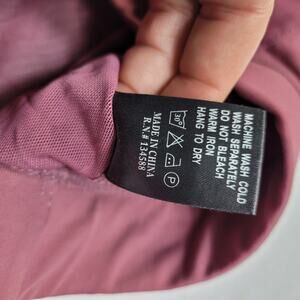 MACHINE WASH COLD
WASH SEPARATELY
DO NOT BLEACH
WARM IRON
HANG TO DRY
30°
P
MADE IN CHINA
R.N.# 134588